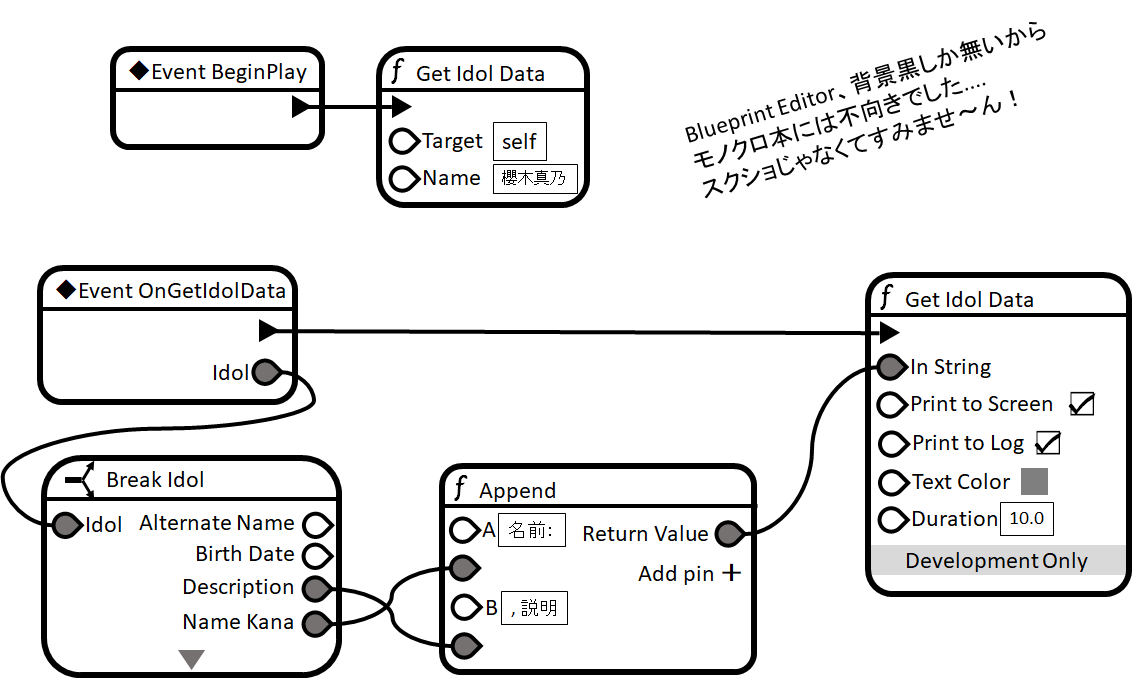 ◆Event BeginPlay
f Get Idol Data
Target self
Name 櫻木真乃
Blueprint Editor、背景黒しか無いから
モノクロ本には不向きでした....
スクショじゃなくてすみませ〜ん！
◆Event OnGetIdolData
Idol
f Get Idol Data
In String
Print to Screen
Print to Log
Text Color
Duration 10.0
Development Only
Break Idol
Idol
Alternate Name
Birth Date
Description
Name Kana
f Append
A 名前:
Return Value
Add pin +
B , 説明